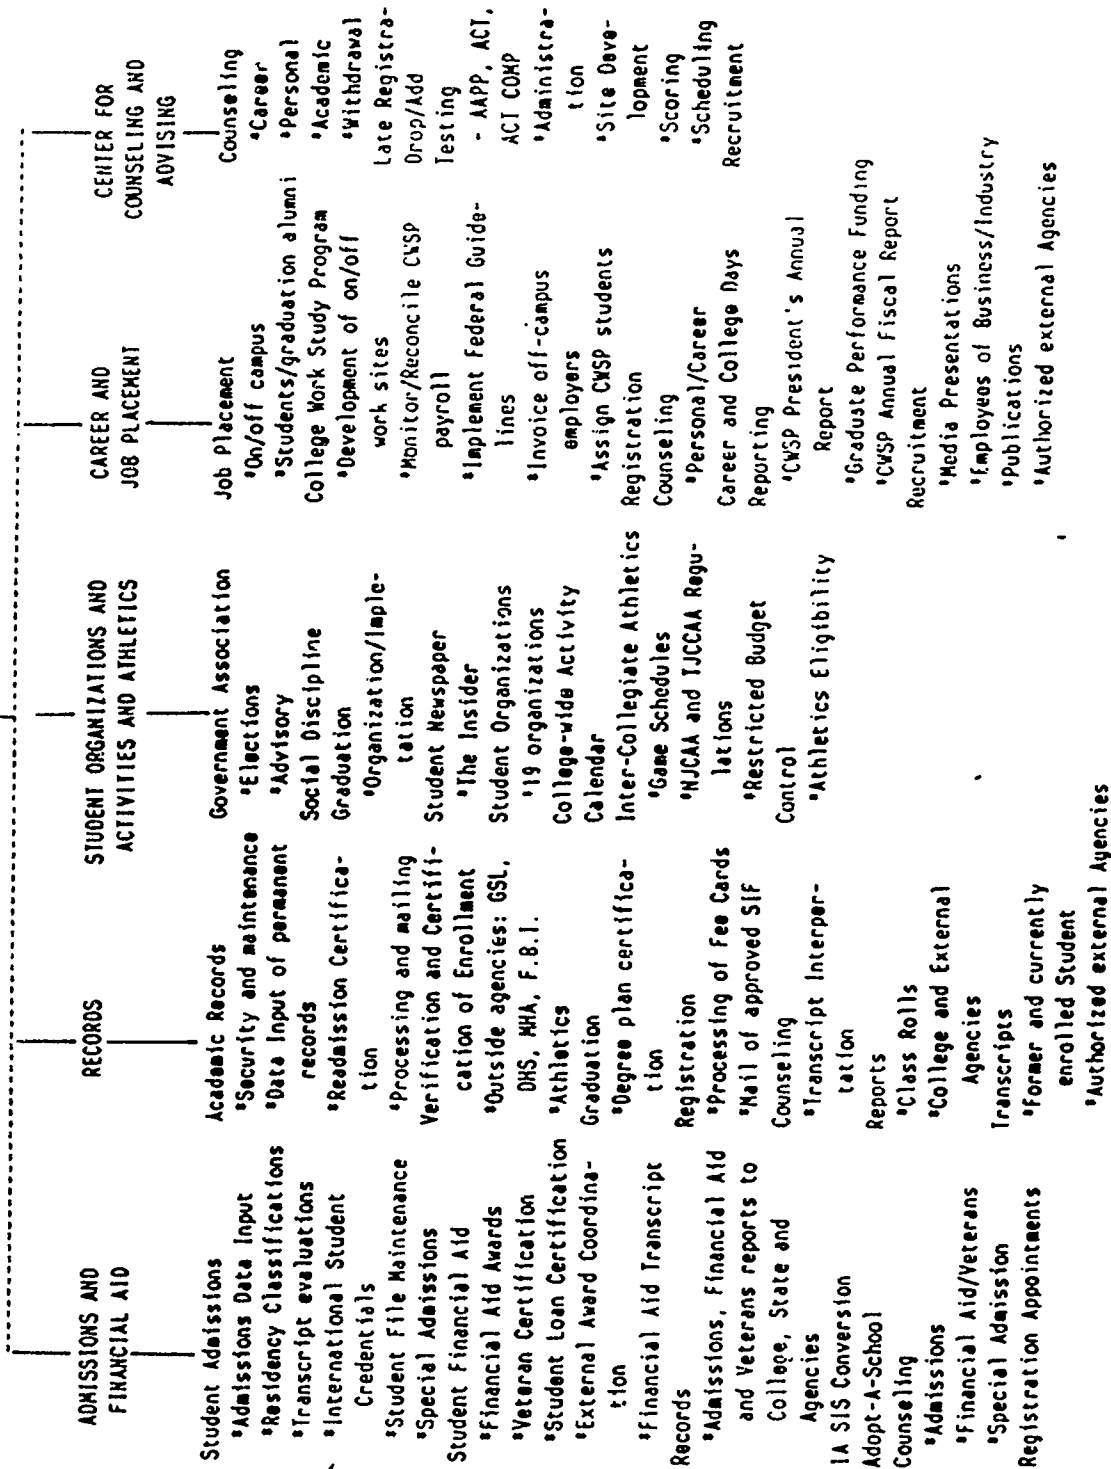 ADMISSIONS AND
FINANCIAL AID
Student Admissions
*Admissions Data Input
*Residency Classifications
*Transcript evaluations
*International Student
Credentials
*Student File Maintenance
*Special Admissions
Student Financial Aid
*Financial Aid Awards
*Veteran Certification
*Student Loan Certification
*External Award Coordina-
tion
*Financial Aid Transcript
Records
*Admissions, Financial Aid
and Veterans reports to
College, State and
Agencies
IA SIS Conversion
Adopt-A-School
Counseling
*Admissions
*Financial Aid/Veterans
*Special Admission
Registration Appointments
RECORDS
Academic Records
*Security and maintenance
*Data Input of permanent
records
*Readmission Certifica-
tion
*Processing and mailing
Verification and Certifi-
cation of Enrollment
*Outside agencies: GSL,
DHS, MHA, F.B.I.
*Athletics
Graduation
*Degree plan certifica-
tion
Registration
*Processing of Fee Cards
*Mail of approved SIF
Counseling
*Transcript Interper-
tation
Reports
*Class Rolls
*College and External
Agencies
Transcripts
*Former and currently
enrolled Student
*Authorized external Agencies
STUDENT ORGANIZATIONS AND
ACTIVITIES AND ATHLETICS
Government Association
*Elections
*Advisory
Social Discipline
Graduation
*Organization/Imple-
tation
Student Newspaper
*The Insider
Student Organizations
*19 organizations
College-wide Activity
Calendar
Inter-Collegiate Athletics
*Game Schedules
*NJCAA and TJCCAA Regu-
lations
*Restricted Budget
Control
*Athletics Eligibility
CAREER AND
JOB PLACEMENT
Job Placement
*On/off campus
*Students/graduation alumni
College Work Study Program
*Development of on/off
work sites
*Monitor/Reconcile CWSP
payroll
*Implement Federal Guide-
lines
*Invoice off-campus
employers
*Assign CWSP students
Registration
Counseling
*Personal/Career
Career and College Days
Reporting
*CWSP President's Annual
Report
*Graduate Performance Funding
*CWSP Annual Fiscal Report
Recruitment
*Media Presentations
*Employees of Business/Industry
*Publications
*Authorized external Agencies
CENTER FOR
COUNSELING AND
ADVISING
Counseling
*Career
*Personal
*Academic
*Withdrawal
Late Registra-
Drop/Add
Testing
- AAPP, ACT,
ACT COMP
*Administra-
tion
*Site Deve-
lopment
*Scoring
*Scheduling
Recruitment